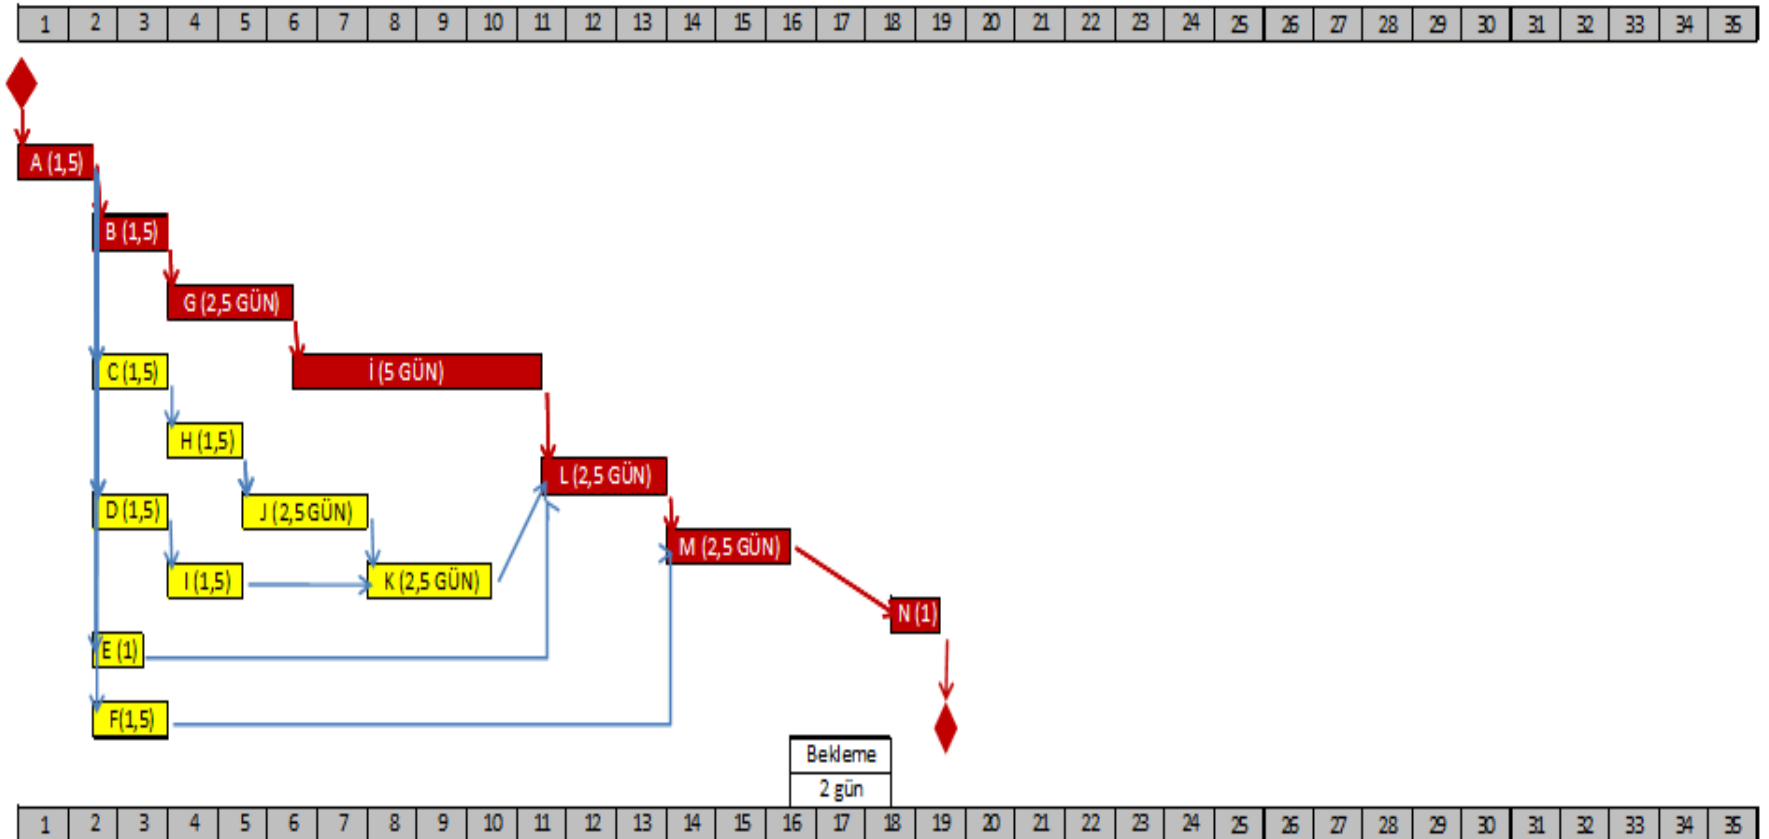 1 2 3 4 5 6 7 8 9 10 11 12 13 14 15 16 17 18 19 20 21 22 23 24 25 26 27 28 29 30 31 32 33 34 35
A (1,5)
B (1,5)
G (2,5 GÜN)
C (1,5)
İ (5 GÜN)
H (1,5)
L (2,5 GÜN)
D (1,5)
J (2,5 GÜN)
M (2,5 GÜN)
I (1,5)
K (2,5 GÜN)
N (1)
E (1)
F(1,5)
Bekleme
2 gün
1 2 3 4 5 6 7 8 9 10 11 12 13 14 15 16 17 18 19 20 21 22 23 24 25 26 27 28 29 30 31 32 33 34 35